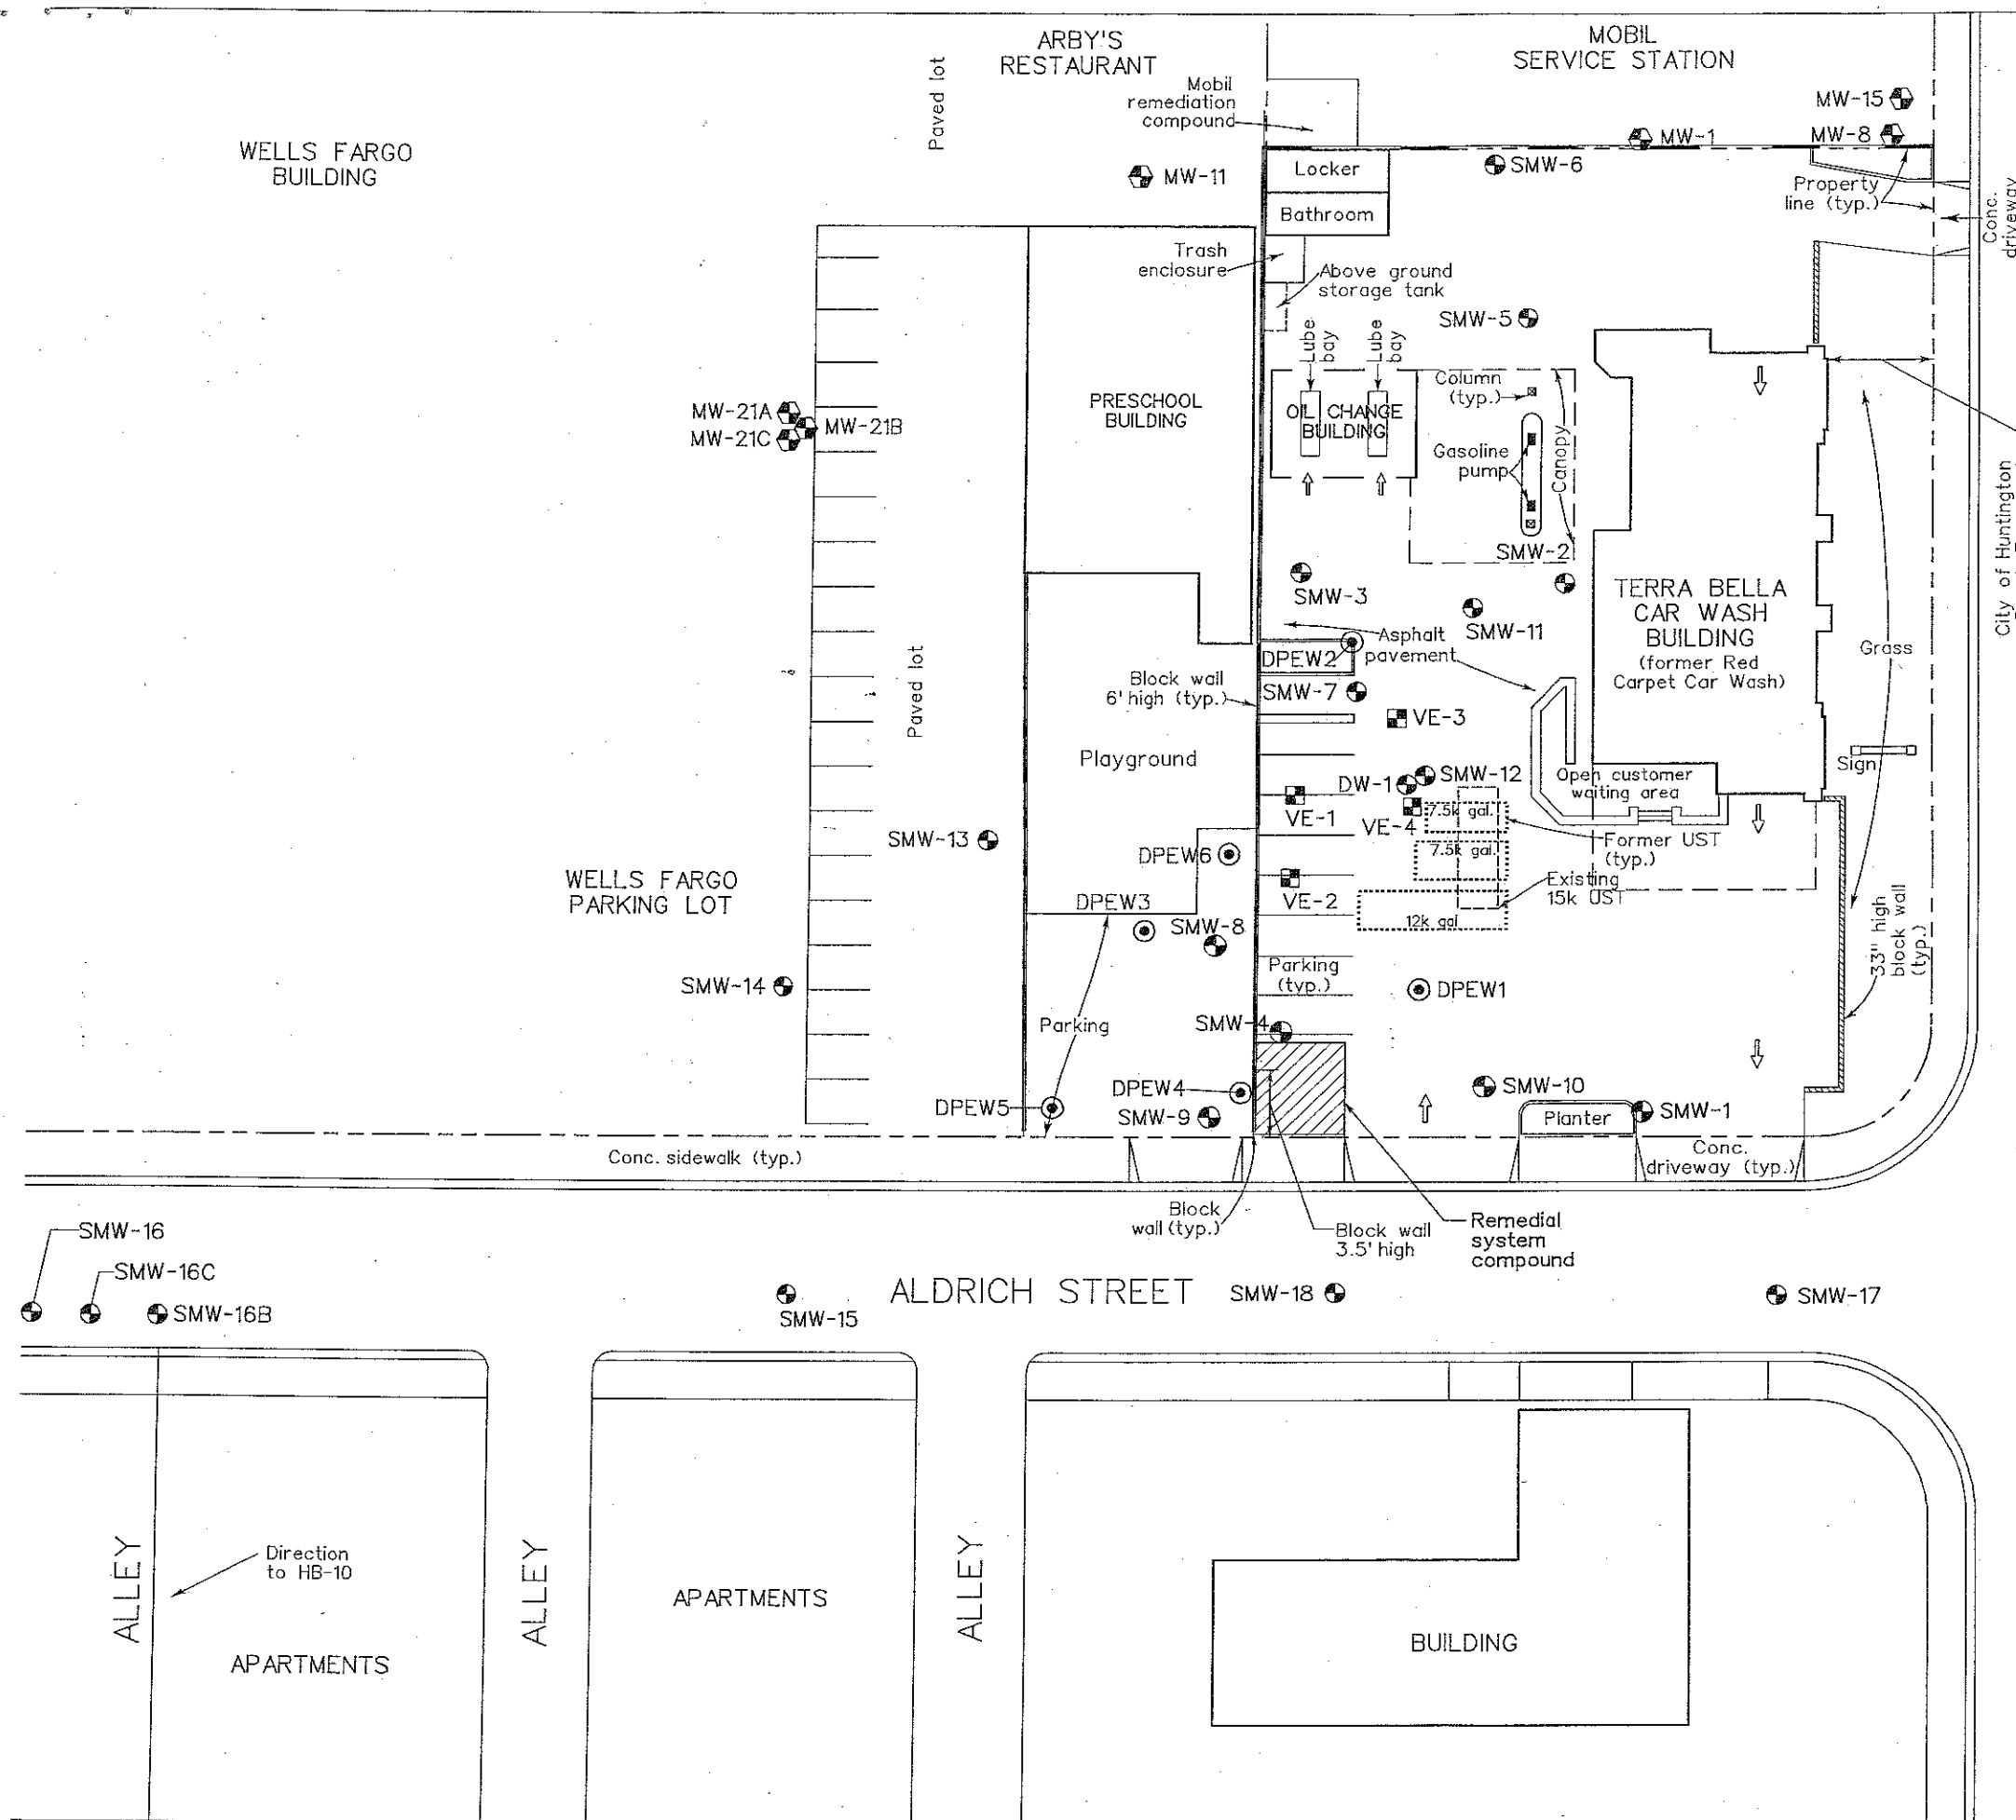 ARBY'S
RESTAURANT
MOBIL
SERVICE STATION
Paved lot
Mobil
remediation
compound
MW-15
MW-8
MW-1
WELLS FARGO
BUILDING
MW-11
Locker
SMW-6
Property
line (typ.)
Conc.
driveway
Bathroom
Trash
enclosure
Above ground
storage tank
SMW-5
Lube
bay
Lube
bay
Column
(typ.)
PRESCHOOL
BUILDING
OIL CHANGE
BUILDING
MW-21A
MW-21B
MW-21C
Gasoline
pump
Canopy
City of Huntington
SMW-2
SMW-3
SMW-11
TERRA BELLA
CAR WASH
BUILDING
(former Red
Carpet Car Wash)
Asphalt
pavement
Grass
DPEW2
Paved lot
Block wall
6' high (typ.)
SMW-7
VE-3
Playground
Sign
DW-1
SMW-12
Open customer
waiting area
VE-1
VE-4
7.5k gal.
Former UST
(typ.)
SMW-13
DPEW6
7.5k gal.
WELLS FARGO
PARKING LOT
Existing
15k UST
DPEW3
VE-2
12k gal
SMW-8
33" high
block wall
(typ.)
Parking
(typ.)
SMW-14
DPEW1
Parking
SMW-4
DPEW4
SMW-10
DPEW5
SMW-9
Planter
SMW-1
Conc. sidewalk (typ.)
Conc.
driveway (typ.)
Block
wall (typ.)
Block wall
3.5' high
Remedial
system
compound
SMW-16
SMW-16C
SMW-16B
SMW-15
ALDRICH STREET
SMW-18
SMW-17
ALLEY
Direction
to HB-10
ALLEY
ALLEY
APARTMENTS
APARTMENTS
BUILDING